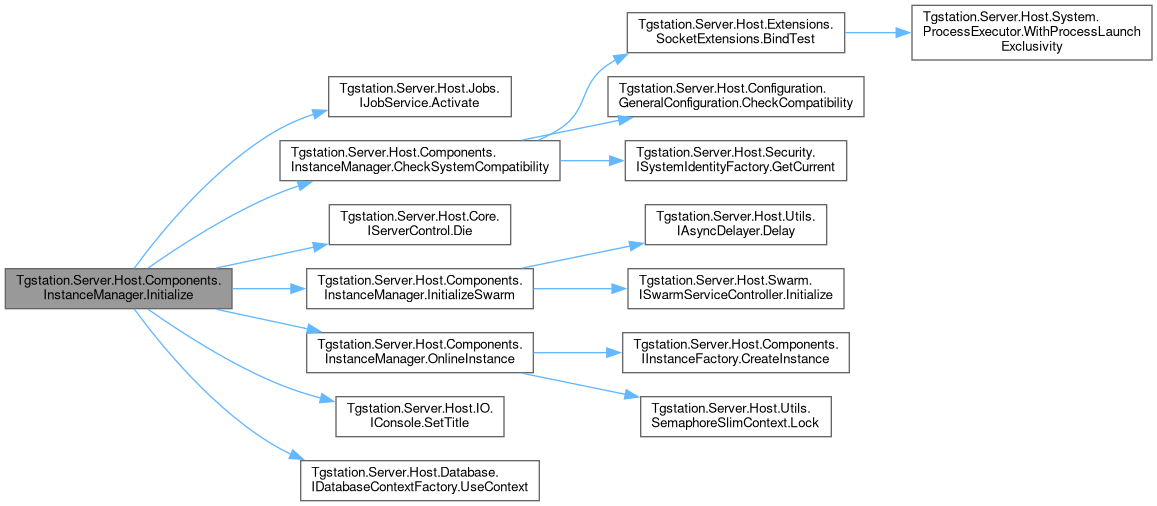 Tgstation.Server.Host.Components.
InstanceManager.Initialize
Tgstation.Server.Host.Jobs.
IJobService.Activate
Tgstation.Server.Host.Components.
InstanceManager.CheckSystemCompatibility
Tgstation.Server.Host.Extensions.
SocketExtensions.BindTest
Tgstation.Server.Host.System.
ProcessExecutor.WithProcessLaunch
Exclusivity
Tgstation.Server.Host.Configuration.
GeneralConfiguration.CheckCompatibility
Tgstation.Server.Host.Security.
ISystemIdentityFactory.GetCurrent
Tgstation.Server.Host.Core.
IServerControl.Die
Tgstation.Server.Host.Components.
InstanceManager.InitializeSwarm
Tgstation.Server.Host.Utils.
IAsyncDelayer.Delay
Tgstation.Server.Host.Swarm.
ISwarmServiceController.Initialize
Tgstation.Server.Host.Components.
InstanceManager.OnlineInstance
Tgstation.Server.Host.Components.
IInstanceFactory.CreateInstance
Tgstation.Server.Host.Utils.
SemaphoreSlimContext.Lock
Tgstation.Server.Host.IO.
IConsole.SetTitle
Tgstation.Server.Host.Database.
IDatabaseContextFactory.UseContext